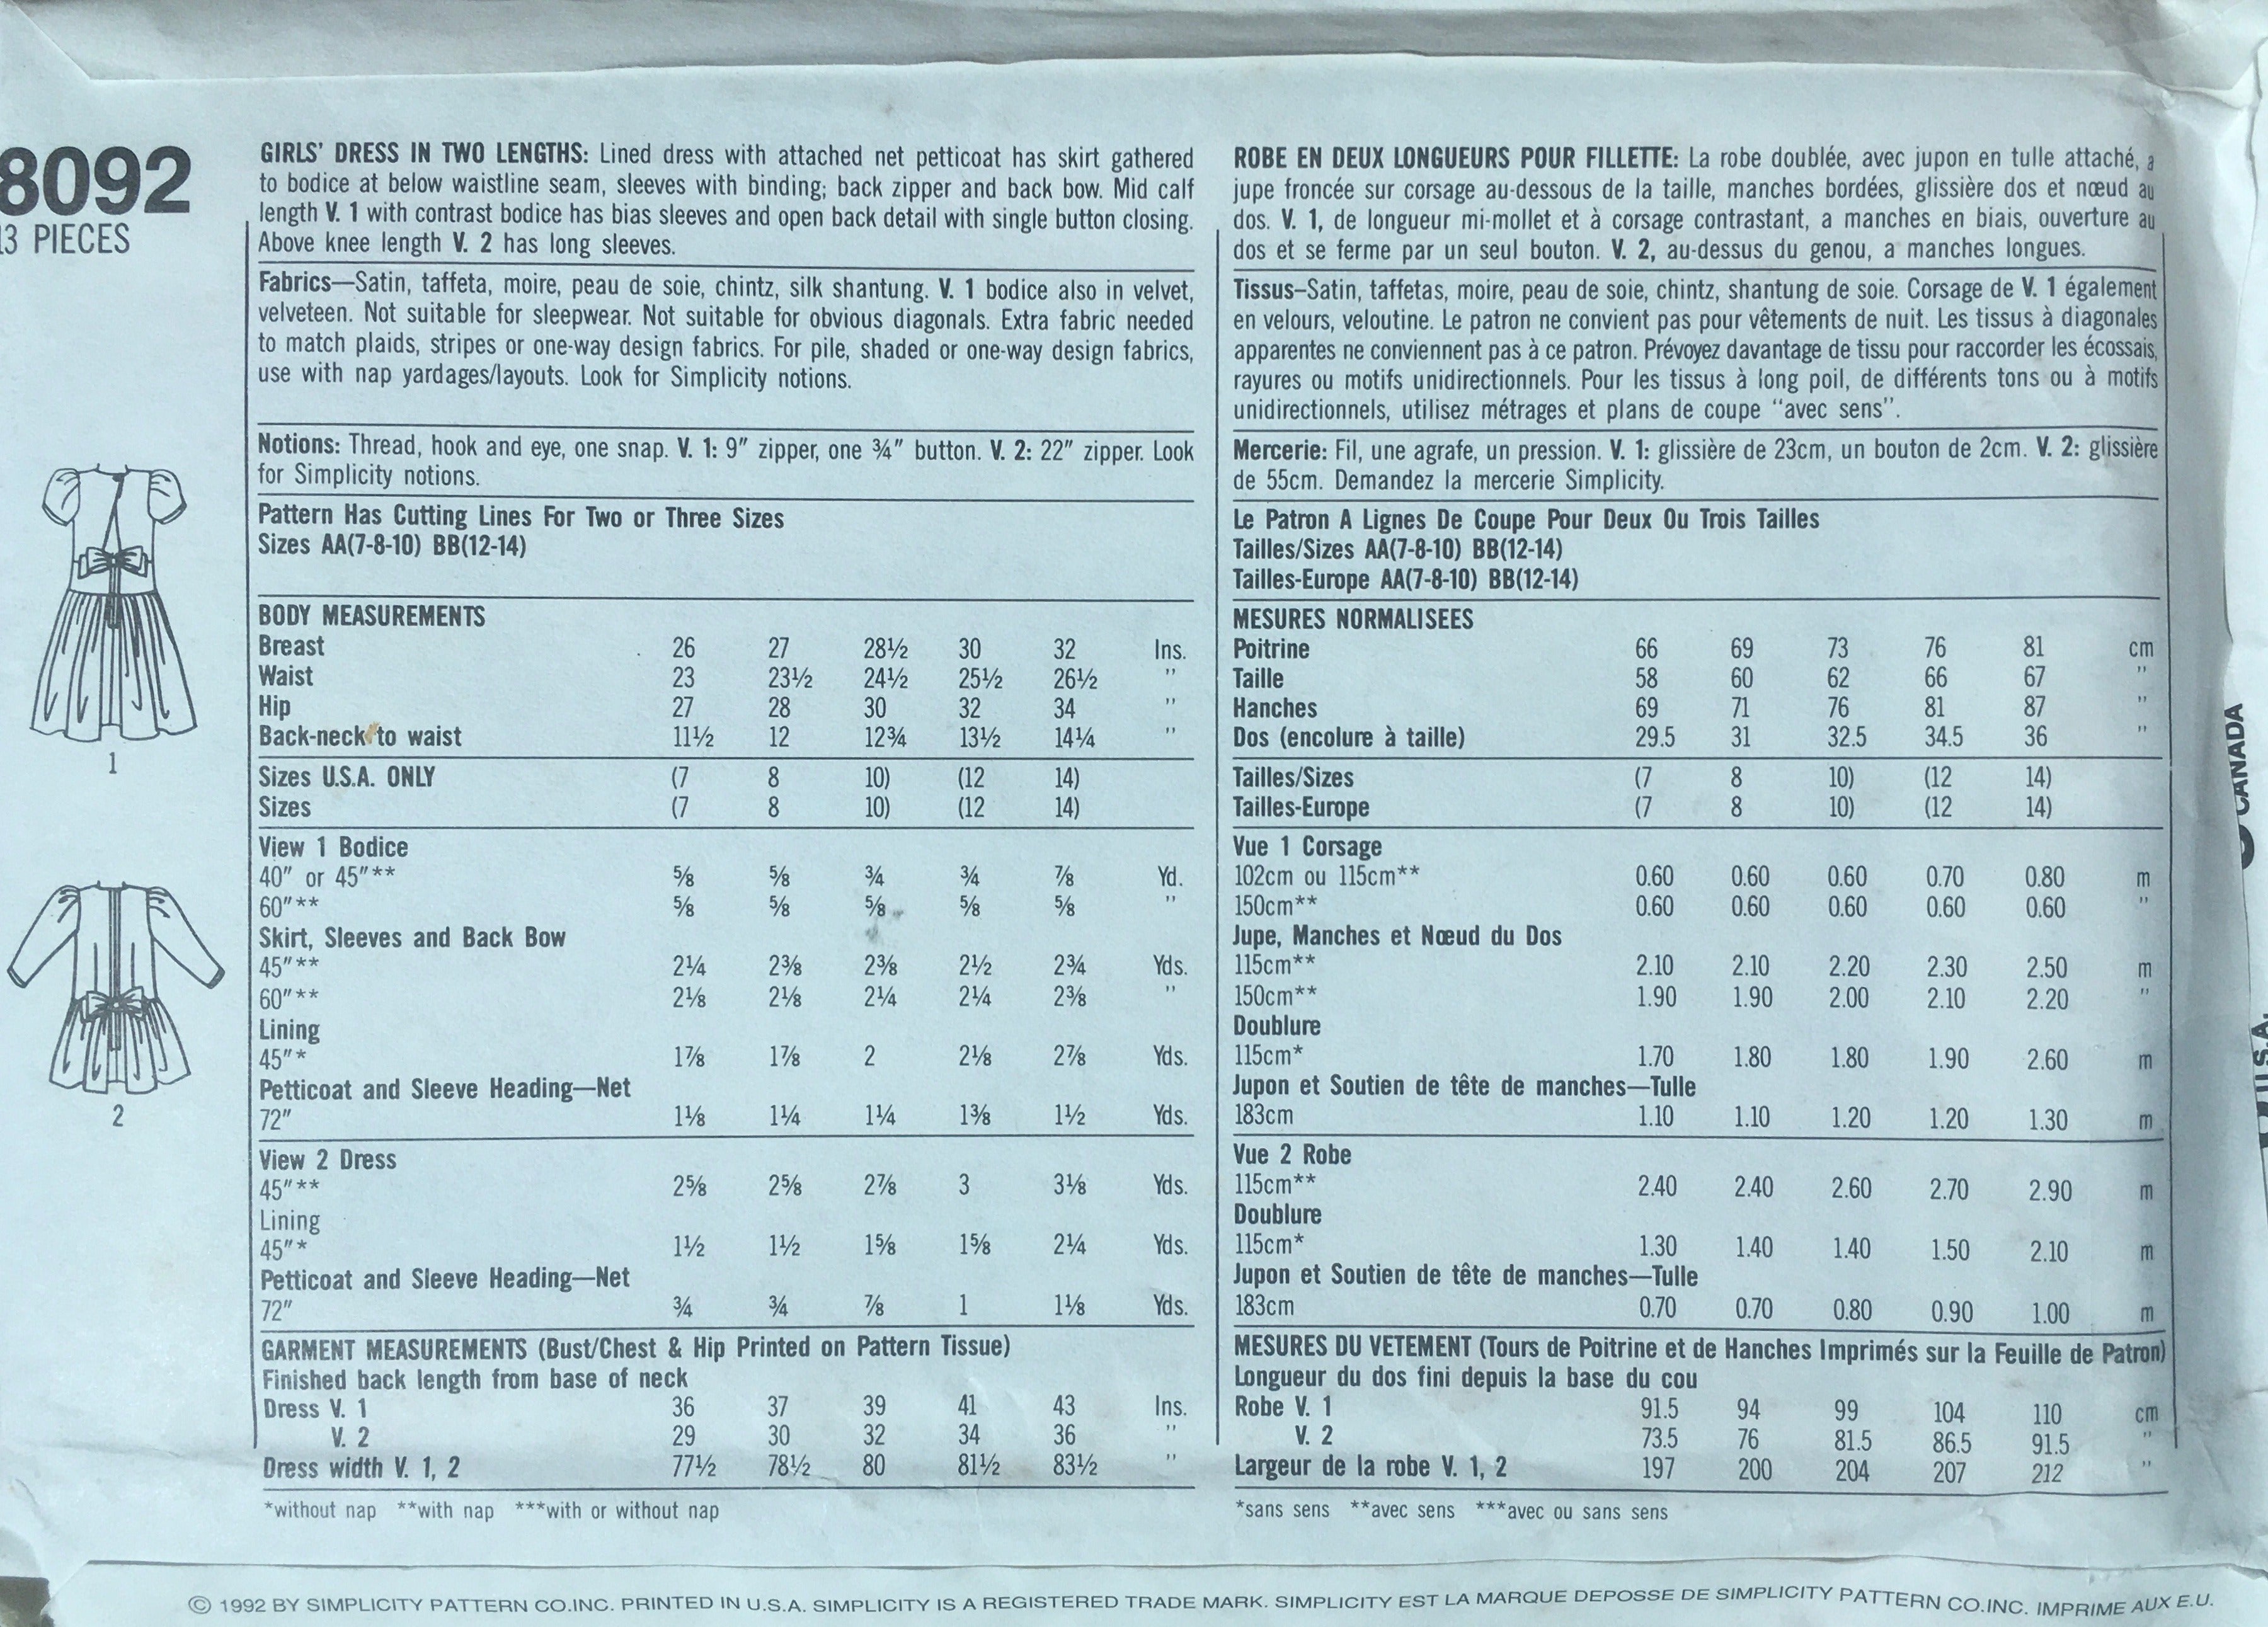 8092
13 PIECES
GIRLS' DRESS IN TWO LENGTHS: Lined dress with attached net petticoat has skirt gathered
to bodice at below waistline seam, sleeves with binding; back zipper and back bow. Mid calf
length V. 1 with contrast bodice has bias sleeves and open back detail with single button closing.
Above knee length V. 2 has long sleeves.
Fabrics—Satin, taffeta, moire, peau de soie, chintz, silk shantung. V. 1 bodice also in velvet,
velveteen. Not suitable for sleepwear. Not suitable for obvious diagonals. Extra fabric needed
to match plaids, stripes or one-way design fabrics. For pile, shaded or one-way design fabrics,
use with nap yardages/layouts. Look for Simplicity notions.
Notions: Thread, hook and eye, one snap. V. 1: 9″ zipper, one ¾″ button. V. 2: 22″ zipper. Look
for Simplicity notions.
Pattern Has Cutting Lines For Two or Three Sizes
Sizes AA(7-8-10) BB(12-14)
BODY MEASUREMENTS
Breast 26 27 28½ 30 32 Ins.
Waist 23 23½ 24½ 25½ 26½ ″
Hip 27 28 30 32 34 ″
Back-neck to waist 11½ 12 12¾ 13½ 14¼ ″
Sizes U.S.A. ONLY (7 8 10) (12 14)
Sizes (7 8 10) (12 14)
View 1 Bodice
40″ or 45″** ⅝ ⅝ ¾ ¾ ⅞ Yd.
60″** ⅝ ⅝ ⅝ ⅝ ⅝ ″
Skirt, Sleeves and Back Bow
45″** 2¼ 2⅜ 2⅜ 2½ 2¾ Yds.
60″** 2⅛ 2⅛ 2¼ 2¼ 2⅜ ″
Lining
45″* 1⅞ 1⅞ 2 2⅛ 2⅞ Yds.
Petticoat and Sleeve Heading—Net
72″ 1⅛ 1¼ 1¼ 1⅜ 1½ Yds.
View 2 Dress
45″** 2⅝ 2⅝ 2⅞ 3 3⅛ Yds.
Lining
45″* 1½ 1½ 1⅝ 1⅝ 2¼ Yds.
Petticoat and Sleeve Heading—Net
72″ ¾ ¾ ⅞ 1 1⅛ Yds.
GARMENT MEASUREMENTS (Bust/Chest & Hip Printed on Pattern Tissue)
Finished back length from base of neck
Dress V. 1 36 37 39 41 43 Ins.
V. 2 29 30 32 34 36 ″
Dress width V. 1, 2 77½ 78½ 80 81½ 83½ ″
*without nap **with nap ***with or without nap
1
2
ROBE EN DEUX LONGUEURS POUR FILLETTE: La robe doublée, avec jupon en tulle attaché, a
jupe froncée sur corsage au-dessous de la taille, manches bordées, glissière dos et nœud au
dos. V. 1, de longueur mi-mollet et à corsage contrastant, a manches en biais, ouverture au
dos et se ferme par un seul bouton. V. 2, au-dessus du genou, a manches longues.
Tissus–Satin, taffetas, moire, peau de soie, chintz, shantung de soie. Corsage de V. 1 également
en velours, veloutine. Le patron ne convient pas pour vêtements de nuit. Les tissus à diagonales
apparentes ne conviennent pas à ce patron. Prévoyez davantage de tissu pour raccorder les écossais,
rayures ou motifs unidirectionnels. Pour les tissus à long poil, de différents tons ou à motifs
unidirectionnels, utilisez métrages et plans de coupe “avec sens”.
Mercerie: Fil, une agrafe, un pression. V. 1: glissière de 23cm, un bouton de 2cm. V. 2: glissière
de 55cm. Demandez la mercerie Simplicity.
Le Patron A Lignes De Coupe Pour Deux Ou Trois Tailles
Tailles/Sizes AA(7-8-10) BB(12-14)
Tailles-Europe AA(7-8-10) BB(12-14)
MESURES NORMALISEES
Poitrine 66 69 73 76 81 cm
Taille 58 60 62 66 67 ″
Hanches 69 71 76 81 87 ″
Dos (encolure à taille) 29.5 31 32.5 34.5 36 ″
Tailles/Sizes (7 8 10) (12 14)
Tailles-Europe (7 8 10) (12 14)
Vue 1 Corsage
102cm ou 115cm** 0.60 0.60 0.60 0.70 0.80 m
150cm** 0.60 0.60 0.60 0.60 0.60 ″
Jupe, Manches et Nœud du Dos
115cm** 2.10 2.10 2.20 2.30 2.50 m
150cm** 1.90 1.90 2.00 2.10 2.20 ″
Doublure
115cm* 1.70 1.80 1.80 1.90 2.60 m
Jupon et Soutien de tête de manches—Tulle
183cm 1.10 1.10 1.20 1.20 1.30 m
Vue 2 Robe
115cm** 2.40 2.40 2.60 2.70 2.90 m
Doublure
115cm* 1.30 1.40 1.40 1.50 2.10 m
Jupon et Soutien de tête de manches—Tulle
183cm 0.70 0.70 0.80 0.90 1.00 m
MESURES DU VETEMENT (Tours de Poitrine et de Hanches Imprimés sur la Feuille de Patron)
Longueur du dos fini depuis la base du cou
Robe V. 1 91.5 94 99 104 110 cm
V. 2 73.5 76 81.5 86.5 91.5 ″
Largeur de la robe V. 1, 2 197 200 204 207 212 ″
*sans sens **avec sens ***avec ou sans sens
CANADA
U.S.A.
© 1992 BY SIMPLICITY PATTERN CO.INC. PRINTED IN U.S.A. SIMPLICITY IS A REGISTERED TRADE MARK. SIMPLICITY EST LA MARQUE DEPOSSE DE SIMPLICITY PATTERN CO.INC. IMPRIME AUX E.U.